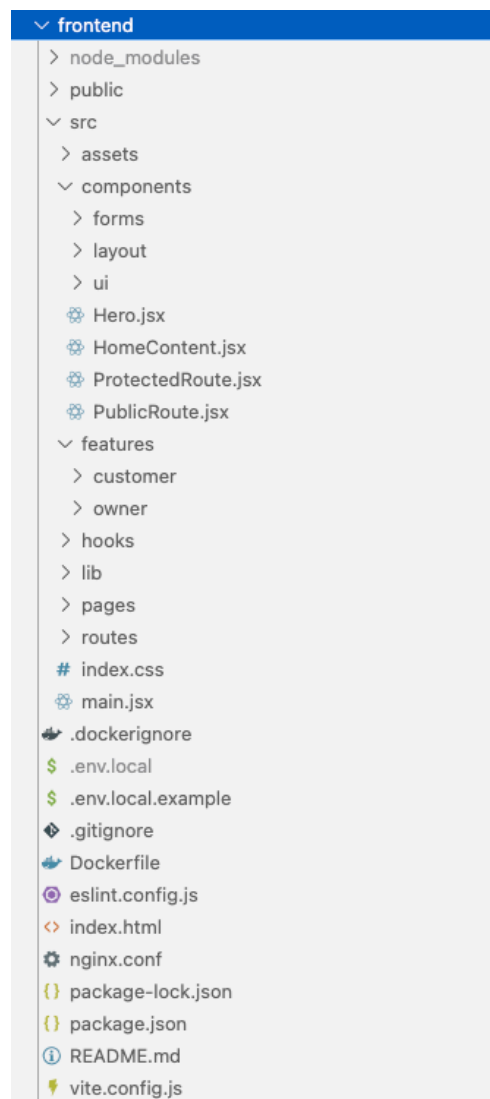 frontend
node_modules
public
src
assets
components
forms
layout
ui
Hero.jsx
HomeContent.jsx
ProtectedRoute.jsx
PublicRoute.jsx
features
customer
owner
hooks
lib
pages
routes
# index.css
main.jsx
.dockerignore
$ .env.local
$ .env.local.example
.gitignore
Dockerfile
eslint.config.js
<> index.html
nginx.conf
{} package-lock.json
{} package.json
README.md
vite.config.js